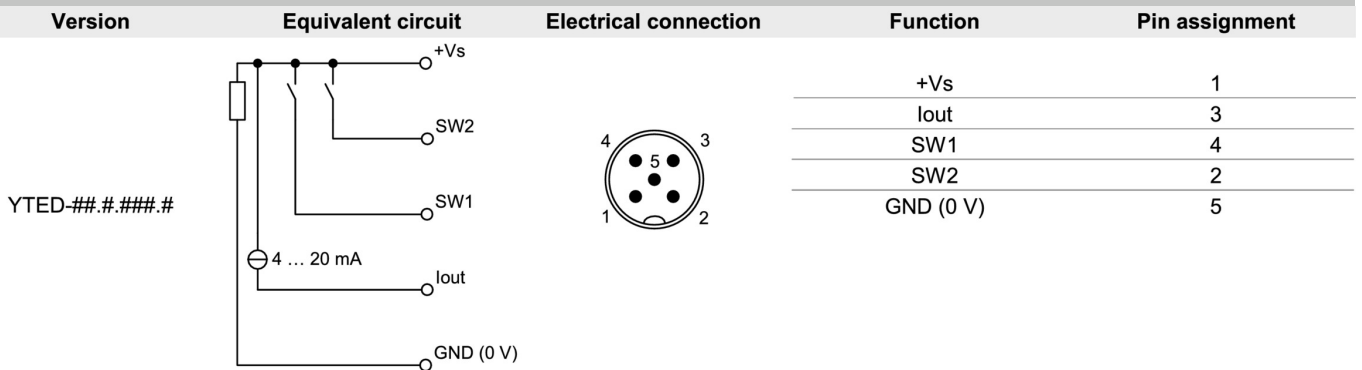 Version Equivalent circuit Electrical connection Function Pin assignment
YTED-##.#.###.#
+Vs
SW2
SW1
4 … 20 mA
Iout
GND (0 V)
4 3
5
1 2
+Vs 1
Iout 3
SW1 4
SW2 2
GND (0 V) 5